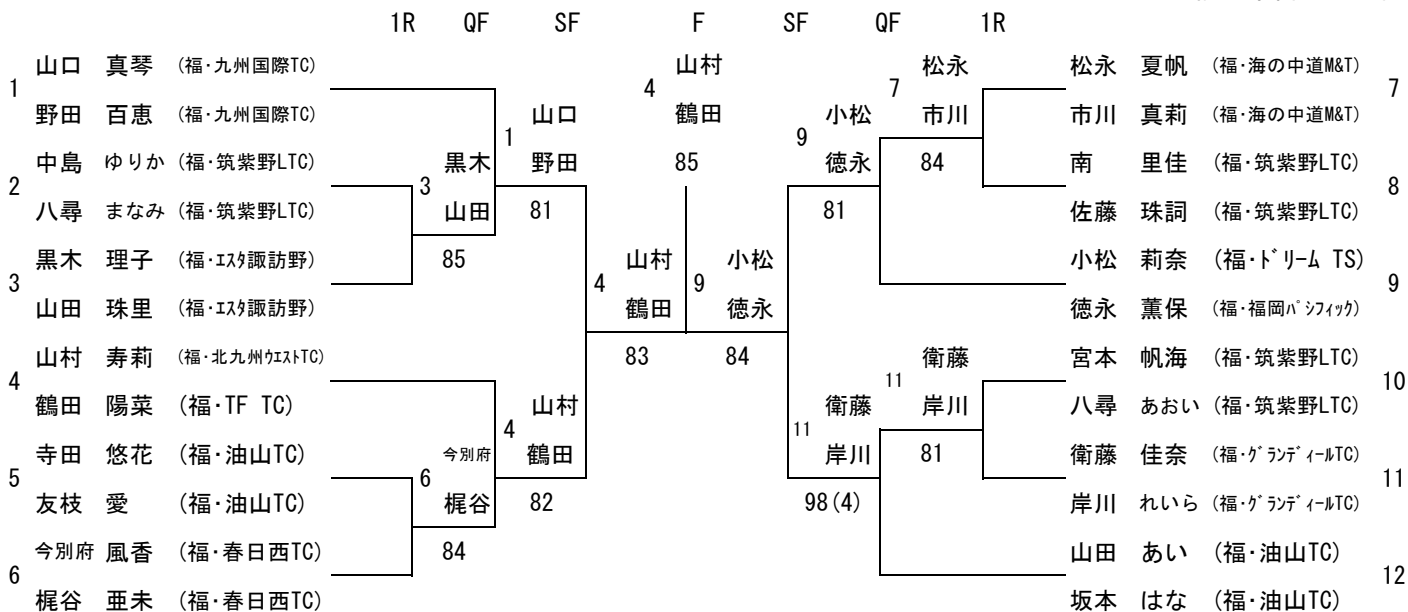 1R QF SF F SF QF 1R
山口 真琴 (福・九州国際TC) 山村 松永 松永 夏帆 (福・海の中道M&T)
1 4 7 7
野田 百恵 (福・九州国際TC) 山口 鶴田 小松 市川 市川 真莉 (福・海の中道M&T)
1 9
中島 ゆりか (福・筑紫野LTC) 黒木 野田 85 徳永 84 南 里佳 (福・筑紫野LTC)
2 3 8
八尋 まなみ (福・筑紫野LTC) 山田 81 81 佐藤 珠詞 (福・筑紫野LTC)
黒木 理子 (福・エスタ諏訪野) 85 山村 小松 小松 莉奈 (福・ドリーム TS)
3 4 9 9
山田 珠里 (福・エスタ諏訪野) 鶴田 徳永 徳永 薫保 (福・福岡パシフィック)
山村 寿莉 (福・北九州ウエストTC) 83 84 衛藤 宮本 帆海 (福・筑紫野LTC)
4 11 10
鶴田 陽菜 (福・TF TC) 山村 衛藤 岸川 八尋 あおい (福・筑紫野LTC)
4 11
寺田 悠花 (福・油山TC) 今別府 鶴田 岸川 81 衛藤 佳奈 (福・グランディールTC)
5 6 11
友枝 愛 (福・油山TC) 梶谷 82 98(4) 岸川 れいら (福・グランディールTC)
今別府 風香 (福・春日西TC) 84 山田 あい (福・油山TC)
6 12
梶谷 亜未 (福・春日西TC) 坂本 はな (福・油山TC)